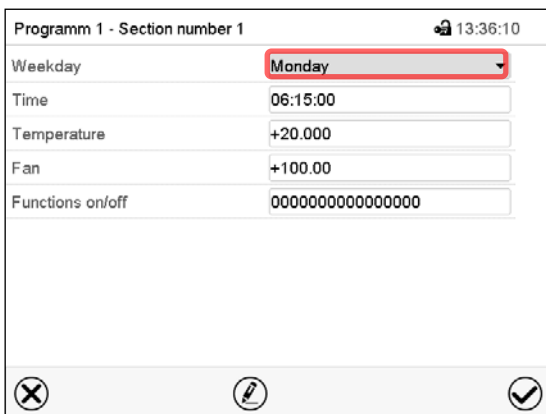 Programm 1 - Section number 1 13:36:10
Weekday Monday
Time 06:15:00
Temperature +20.000
Fan +100.00
Functions on/off 0000000000000000